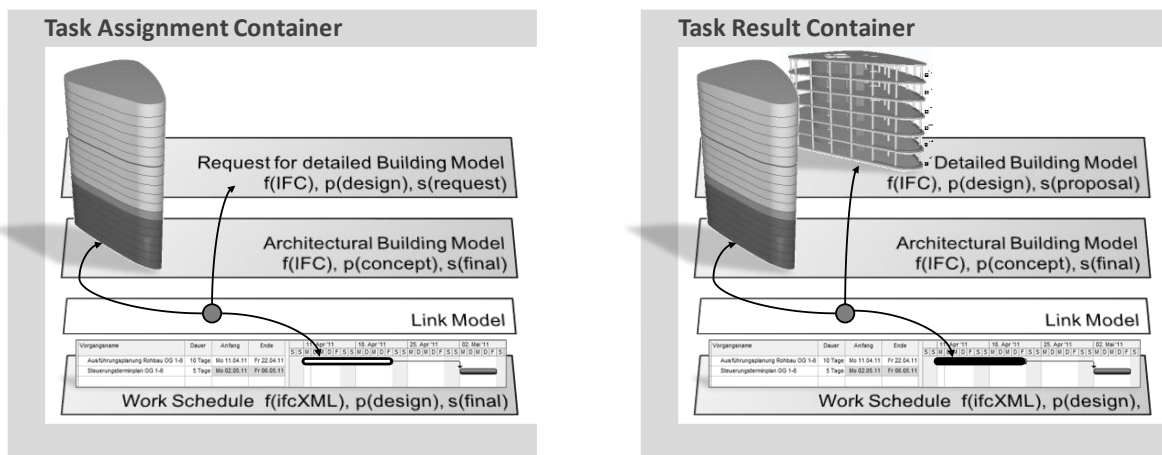 Task Assignment Container
Request for detailed Building Model
f(IFC), p(design), s(request)
Architectural Building Model
f(IFC), p(concept), s(final)
Link Model
Vorgangsname Dauer Anfang Ende 11. Apr '11 18. Apr '11 25. Apr '11 02. Mai '11
S S M D M D F S S M D M D F S S M D M D F S S M D M D F S
Ausführungsplanung Rohbau OG 1-6 10 Tage Mo 11.04.11 Fr 22.04.11
Steuerungsterminplan OG 1-6 5 Tage Mo 02.05.11 Fr 06.05.11
Work Schedule f(ifcXML), p(design), s(final)
Task Result Container
Detailed Building Model
f(IFC), p(design), s(proposal)
Architectural Building Model
f(IFC), p(concept), s(final)
Link Model
Vorgangsname Dauer Anfang Ende 11. Apr '11 18. Apr '11 25. Apr '11 02. Mai '11
S S M D M D F S S M D M D F S S M D M D F S S M D M D F S
Ausführungsplanung Rohbau OG 1-6 10 Tage Mo 11.04.11 Fr 22.04.11
Steuerungsterminplan OG 1-6 5 Tage Mo 02.05.11 Fr 06.05.11
Work Schedule f(ifcXML), p(design),